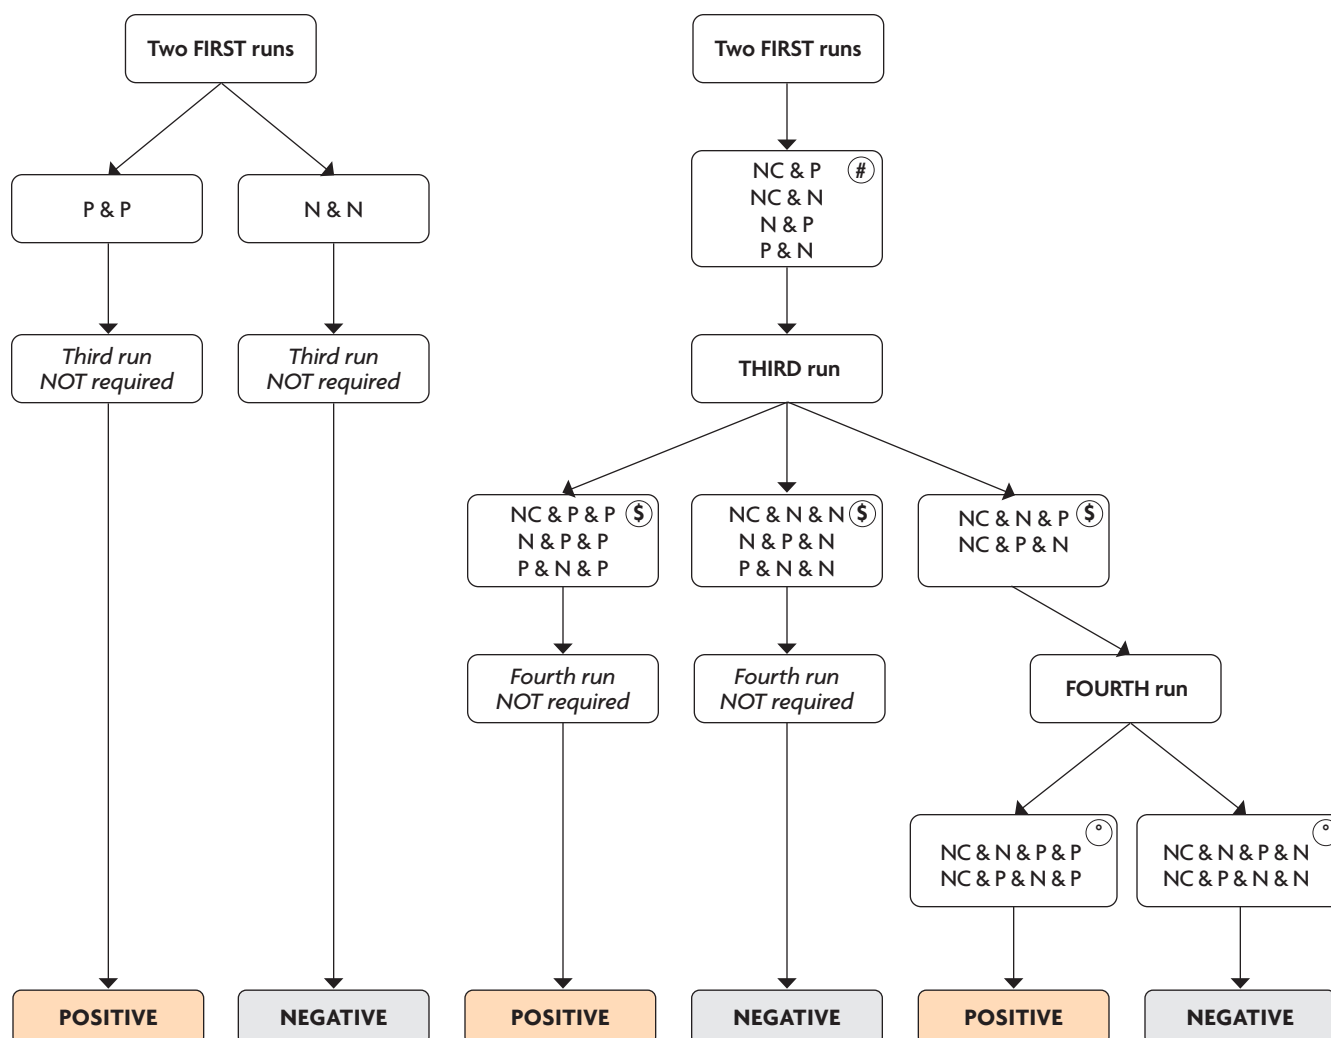 Two FIRST runs
Two FIRST runs
P & P
N & N
NC & P #
NC & N
N & P
P & N
Third run
NOT required
Third run
NOT required
THIRD run
NC & P & P $
N & P & P
P & N & P
NC & N & N $
N & P & N
P & N & N
NC & N & P $
NC & P & N
Fourth run
NOT required
Fourth run
NOT required
FOURTH run
NC & N & P & P °
NC & P & N & P
NC & N & P & N °
NC & P & N & N
POSITIVE
NEGATIVE
POSITIVE
NEGATIVE
POSITIVE
NEGATIVE